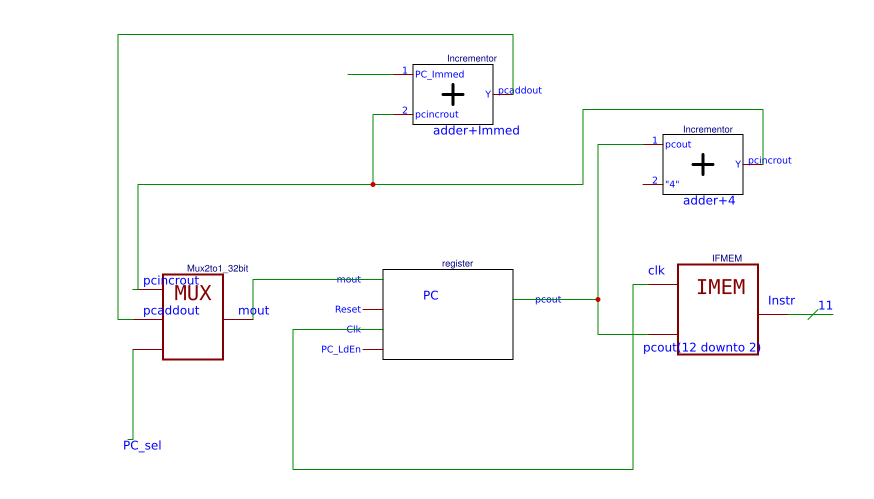 Incrementor
1
PC_Immed
+
Y
pcaddout
2
pcincrout
adder+Immed
Incrementor
1
pcout
+
Y
pcincrout
2
"4"
adder+4
Mux2to1_32bit
pcincrout
MUX
pcaddout
mout
PC_sel
register
mout
PC
pcout
Reset
Clk
PC_LdEn
IFMEM
clk
IMEM
Instr
11
pcout(12 downto 2)